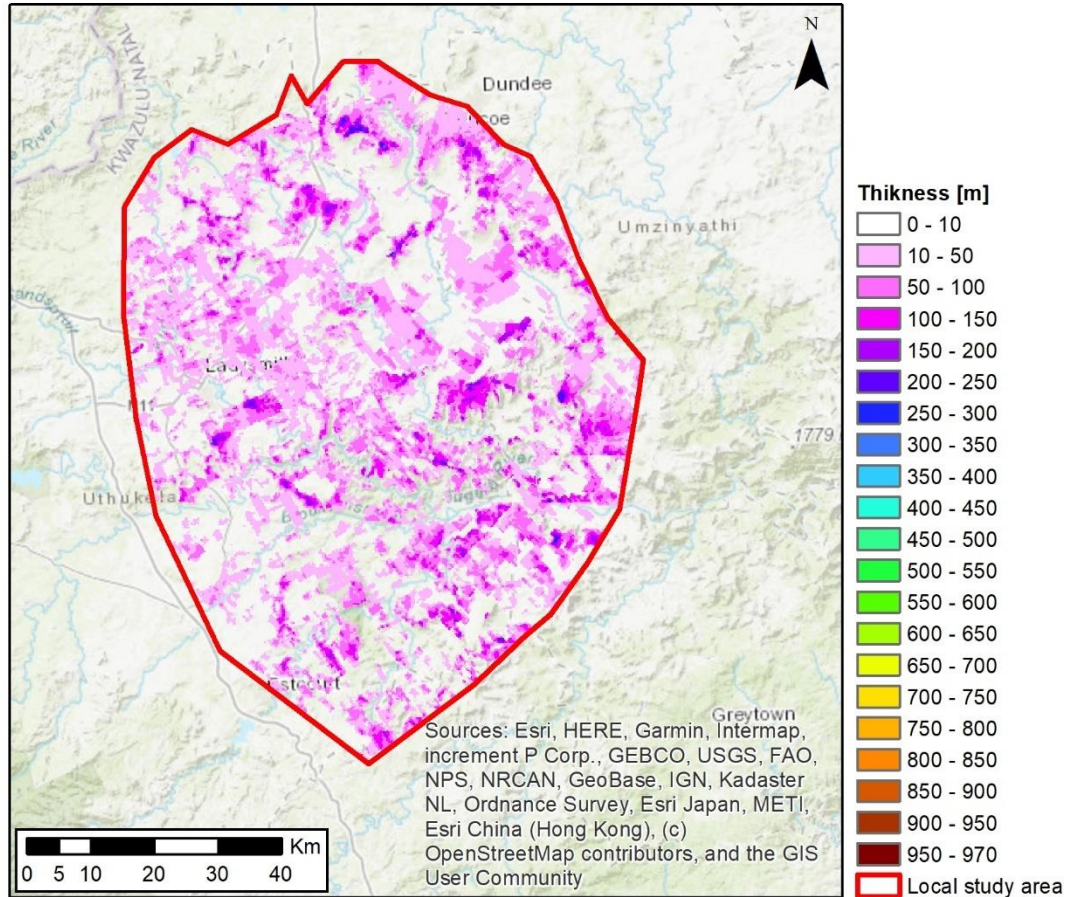 N
Dundee
coe
KWAZULU NATAL
River
Umzinyathi
Ladysmith
1779
Uthukela
Estcourt
Greytown
Sources: Esri, HERE, Garmin, Intermap,
increment P Corp., GEBCO, USGS, FAO,
NPS, NRCAN, GeoBase, IGN, Kadaster
NL, Ordnance Survey, Esri Japan, METI,
Esri China (Hong Kong), (c)
OpenStreetMap contributors, and the GIS
User Community
Km
0 5 10 20 30 40
Thikness [m]
0 - 10
10 - 50
50 - 100
100 - 150
150 - 200
200 - 250
250 - 300
300 - 350
350 - 400
400 - 450
450 - 500
500 - 550
550 - 600
600 - 650
650 - 700
700 - 750
750 - 800
800 - 850
850 - 900
900 - 950
950 - 970
Local study area